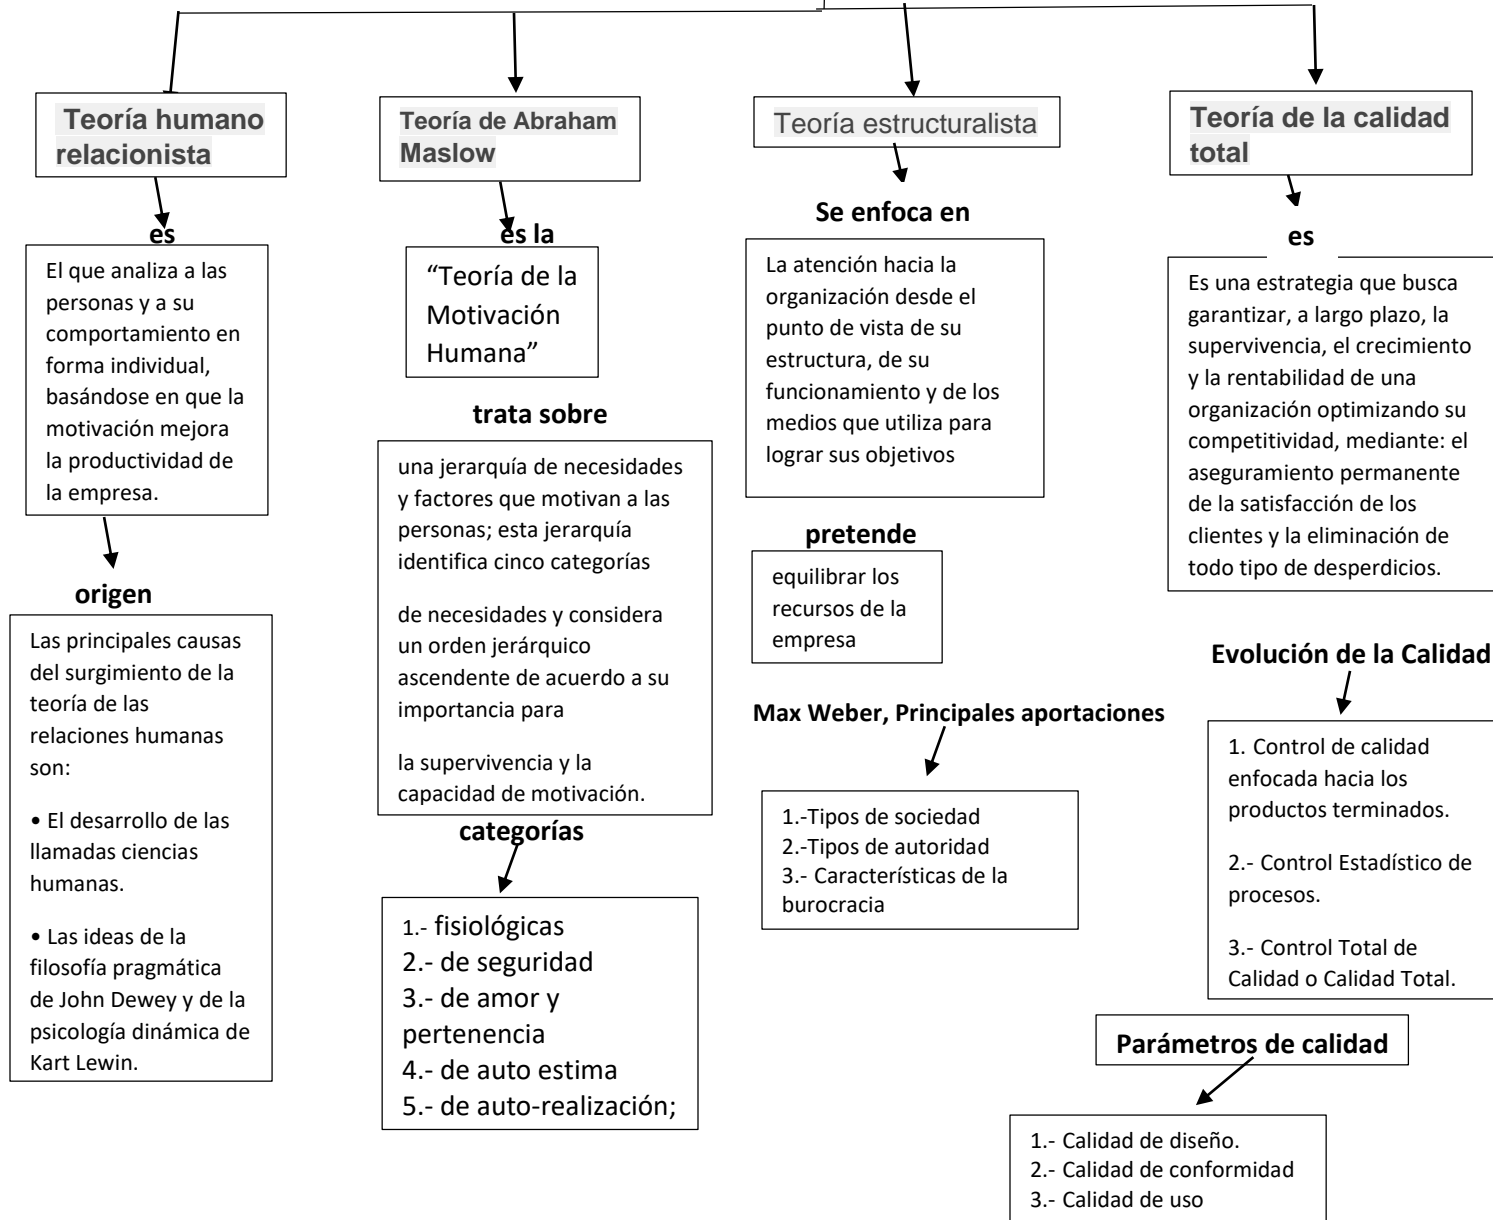 Teoría humano
relacionista
es
El que analiza a las
personas y a su
comportamiento en
forma individual,
basándose en que la
motivación mejora
la productividad de
la empresa.
origen
Las principales causas
del surgimiento de la
teoría de las
relaciones humanas
son:
• El desarrollo de las
llamadas ciencias
humanas.
• Las ideas de la
filosofía pragmática
de John Dewey y de la
psicología dinámica de
Kart Lewin.
Teoría de Abraham
Maslow
es la
“Teoría de la
Motivación
Humana”
trata sobre
una jerarquía de necesidades
y factores que motivan a las
personas; esta jerarquía
identifica cinco categorías
de necesidades y considera
un orden jerárquico
ascendente de acuerdo a su
importancia para
la supervivencia y la
capacidad de motivación.
categorías
1.- fisiológicas
2.- de seguridad
3.- de amor y
pertenencia
4.- de auto estima
5.- de auto-realización;
Teoría estructuralista
Se enfoca en
La atención hacia la
organización desde el
punto de vista de su
estructura, de su
funcionamiento y de los
medios que utiliza para
lograr sus objetivos
pretende
equilibrar los
recursos de la
empresa
Max Weber, Principales aportaciones
1.-Tipos de sociedad
2.-Tipos de autoridad
3.- Características de la
burocracia
Teoría de la calidad
total
es
Es una estrategia que busca
garantizar, a largo plazo, la
supervivencia, el crecimiento
y la rentabilidad de una
organización optimizando su
competitividad, mediante: el
aseguramiento permanente
de la satisfacción de los
clientes y la eliminación de
todo tipo de desperdicios.
Evolución de la Calidad
1. Control de calidad
enfocada hacia los
productos terminados.
2.- Control Estadístico de
procesos.
3.- Control Total de
Calidad o Calidad Total.
Parámetros de calidad
1.- Calidad de diseño.
2.- Calidad de conformidad
3.- Calidad de uso